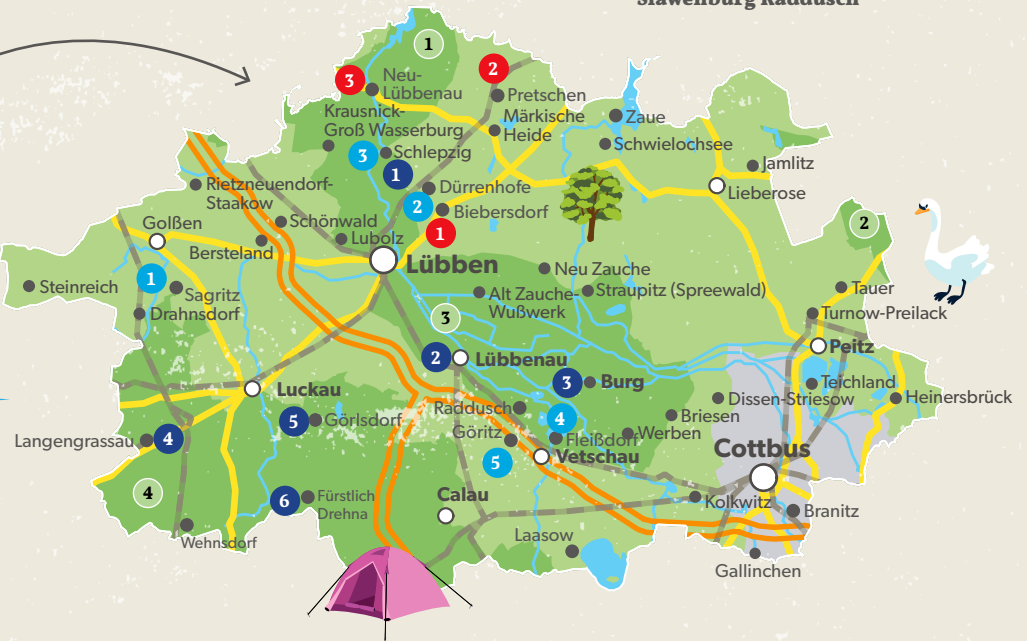 Slawenburg Raddusch
1
3
2
Neu-
Lübbenau
Pretschen
Krausnick-
Groß Wasserburg
Märkische
Heide
Zaue
3
Schlepzig
Schwielochsee
1
Jamlitz
Rietzneuendorf-
Staakow
Dürrenhofe
Lieberose
2
Biebersdorf
Golßen
Schönwald
1
2
Bersteland
Lubolz
Lübben
Neu Zauche
Steinreich
1
Sagritz
Alt Zauche-
Wußwerk
Straupitz (Spreewald)
Tauer
Drahnsdorf
3
Turnow-Preilack
2
Lübbenau
Peitz
Luckau
3
Burg
Teichland
Dissen-Striesow
Heinersbrück
Raddusch
5
Görlsdorf
4
Briesen
Langengrassau
4
Göritz
Fleißdorf
Werben
Cottbus
5
Vetschau
4
6
Fürstlich
Drehna
Calau
Kolkwitz
Branitz
Wehnsdorf
Laasow
Gallinchen